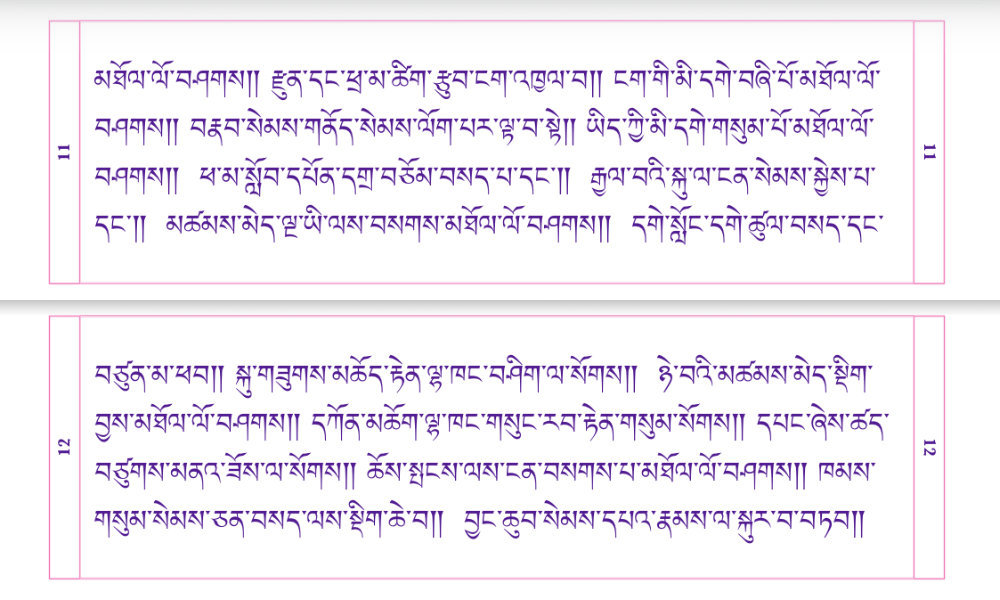 མཐོལ་ལོ་བཤགས།། རྫུན་དང་ཕྲ་མ་ཚིག་རྩུབ་ངག་འཁྱལ་བ།། ངག་གི་མི་དགེ་བཞི་པོ་མཐོལ་ལོ་
བཤགས།། བརྣབ་སེམས་གནོད་སེམས་ལོག་པར་ལྟ་བ་སྟེ།། ཡིད་ཀྱི་མི་དགེ་གསུམ་པོ་མཐོལ་ལོ་
11
11
བཤགས།། ཕ་མ་སློབ་དཔོན་དགྲ་བཅོམ་བསད་པ་དང་།། རྒྱལ་བའི་སྐུ་ལ་ངན་སེམས་སྐྱེས་པ་
དང་།། མཚམས་མེད་ལྔ་ཡི་ལས་བསགས་མཐོལ་ལོ་བཤགས།། དགེ་སློང་དགེ་ཚུལ་བསད་དང་
བཙུན་མ་ཕབ།། སྐུ་གཟུགས་མཆོད་རྟེན་ལྷ་ཁང་བཤིག་ལ་སོགས།། ཉེ་བའི་མཚམས་མེད་སྡིག་
བྱས་མཐོལ་ལོ་བཤགས།། དཀོན་མཆོག་ལྷ་ཁང་གསུང་རབ་རྟེན་གསུམ་སོགས།། དཔང་ཞེས་ཚད་
12
12
བཙུགས་མནའ་ཟོས་ལ་སོགས།། ཆོས་སྤངས་ལས་ངན་བསགས་པ་མཐོལ་ལོ་བཤགས།། ཁམས་
གསུམ་སེམས་ཅན་བསད་ལས་སྡིག་ཆེ་བ།། བྱང་ཆུབ་སེམས་དཔའ་རྣམས་ལ་སྐུར་བ་བཏབ།།